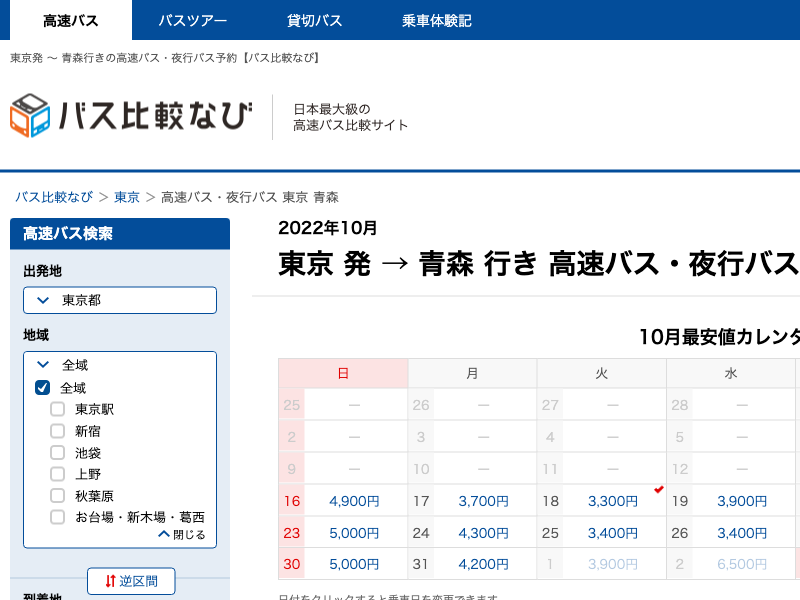 高速バス バスツアー 貸切バス 乗車体験記
東京発 〜 青森行きの高速バス・夜行バス予約【バス比較なび】
バス比較なび
日本最大級の
高速バス比較サイト
バス比較なび ＞ 東京 ＞ 高速バス・夜行バス 東京 青森
高速バス検索
出発地
東京都
地域
全域
全域
東京駅
新宿
池袋
上野
秋葉原
お台場・新木場・葛西
閉じる
逆区間
到着地
2022年10月
東京 発 → 青森 行き 高速バス・夜行バス
10月最安値カレンダ
日 月 火 水
25 — 26 — 27 — 28 —
2 — 3 — 4 — 5 —
9 — 10 — 11 — 12 —
16 4,900円 17 3,700円 18 3,300円 19 3,900円
23 5,000円 24 4,300円 25 3,400円 26 3,400円
30 5,000円 31 4,200円 1 3,900円 2 6,500円
日付をクリックすると乗車日を変更できます